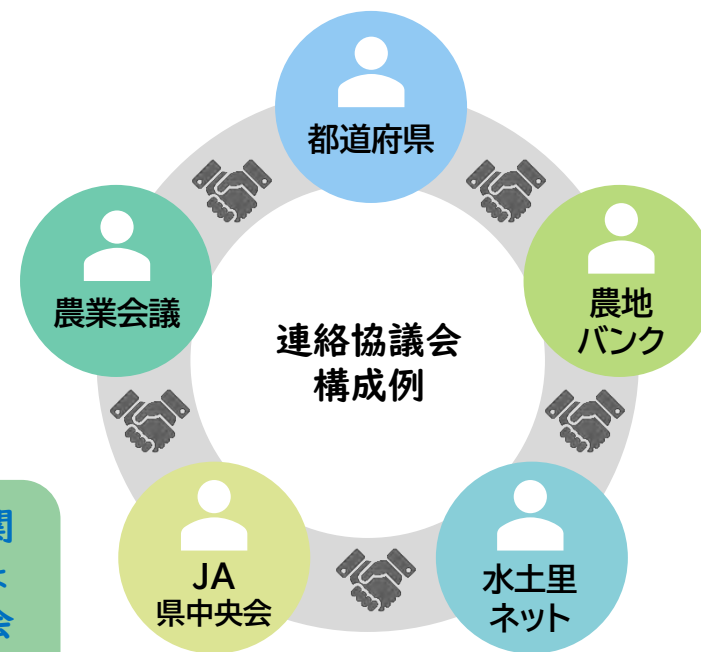 都道府県
農業会議
農地
バンク
連絡協議会
構成例
JA
県中央会
水土里
ネット
会